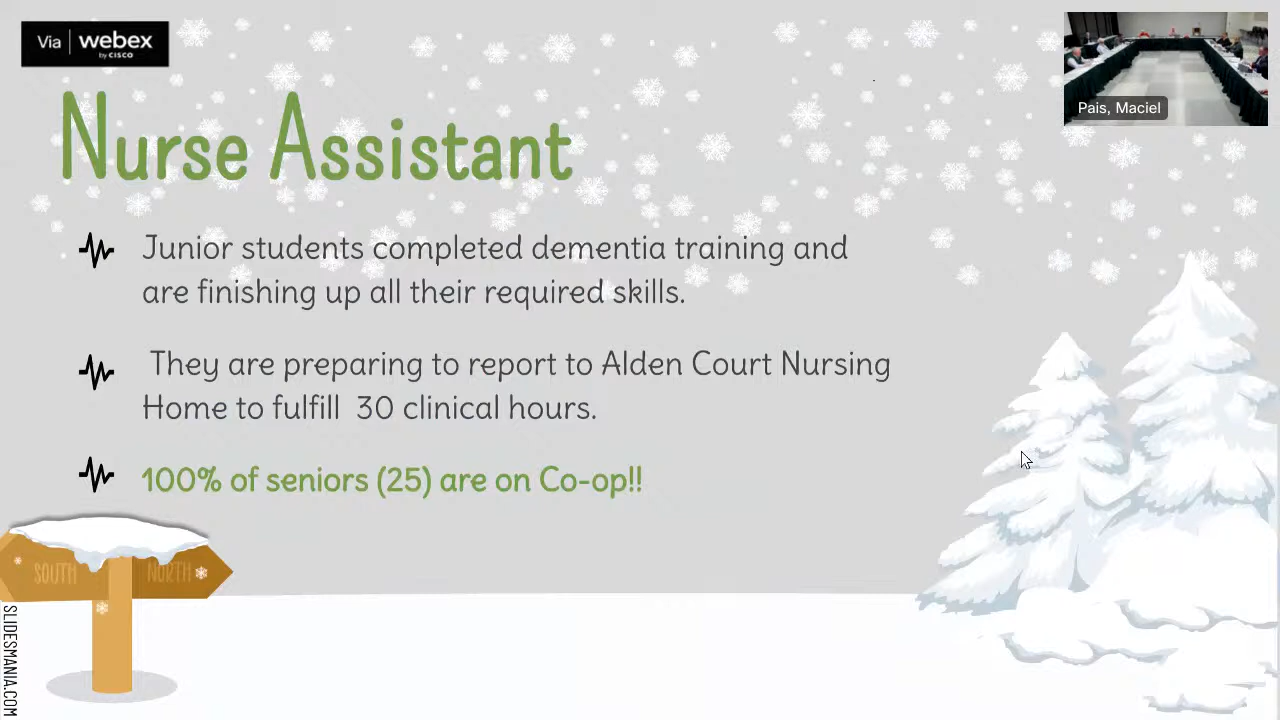 Via | webex
by CISCO
Pais, Maciel
Nurse Assistant
Junior students completed dementia training and
are finishing up all their required skills.
They are preparing to report to Alden Court Nursing
Home to fulfill 30 clinical hours.
100% of seniors (25) are on Co-op!!
SOUTH
NORTH
SLIDESMANIA.COM